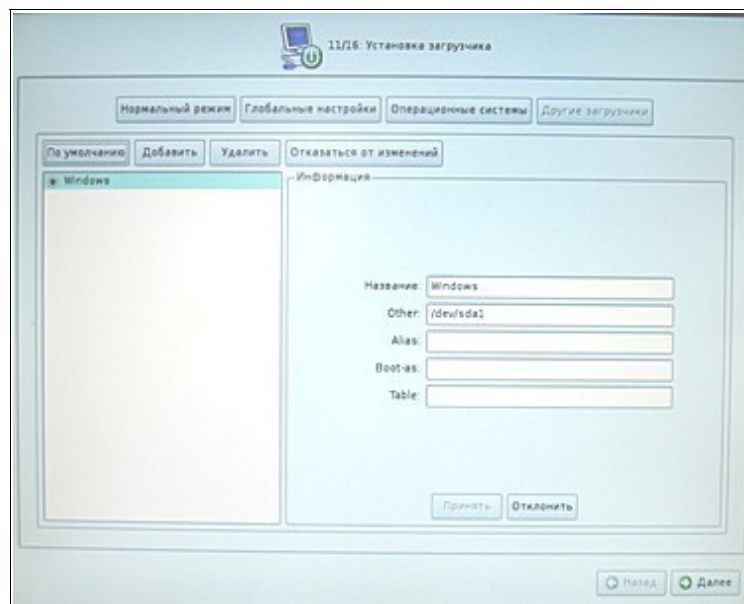 11/16: Установка загрузчика
Нормальный режим Глобальные настройки Операционные системы Другие загрузчики
По умолчанию Добавить Удалить Отказаться от изменений
Windows
Информация
Название: Windows
Other: /dev/sda1
Alias:
Boot-as:
Table:
Принять Отклонить
Назад Далее